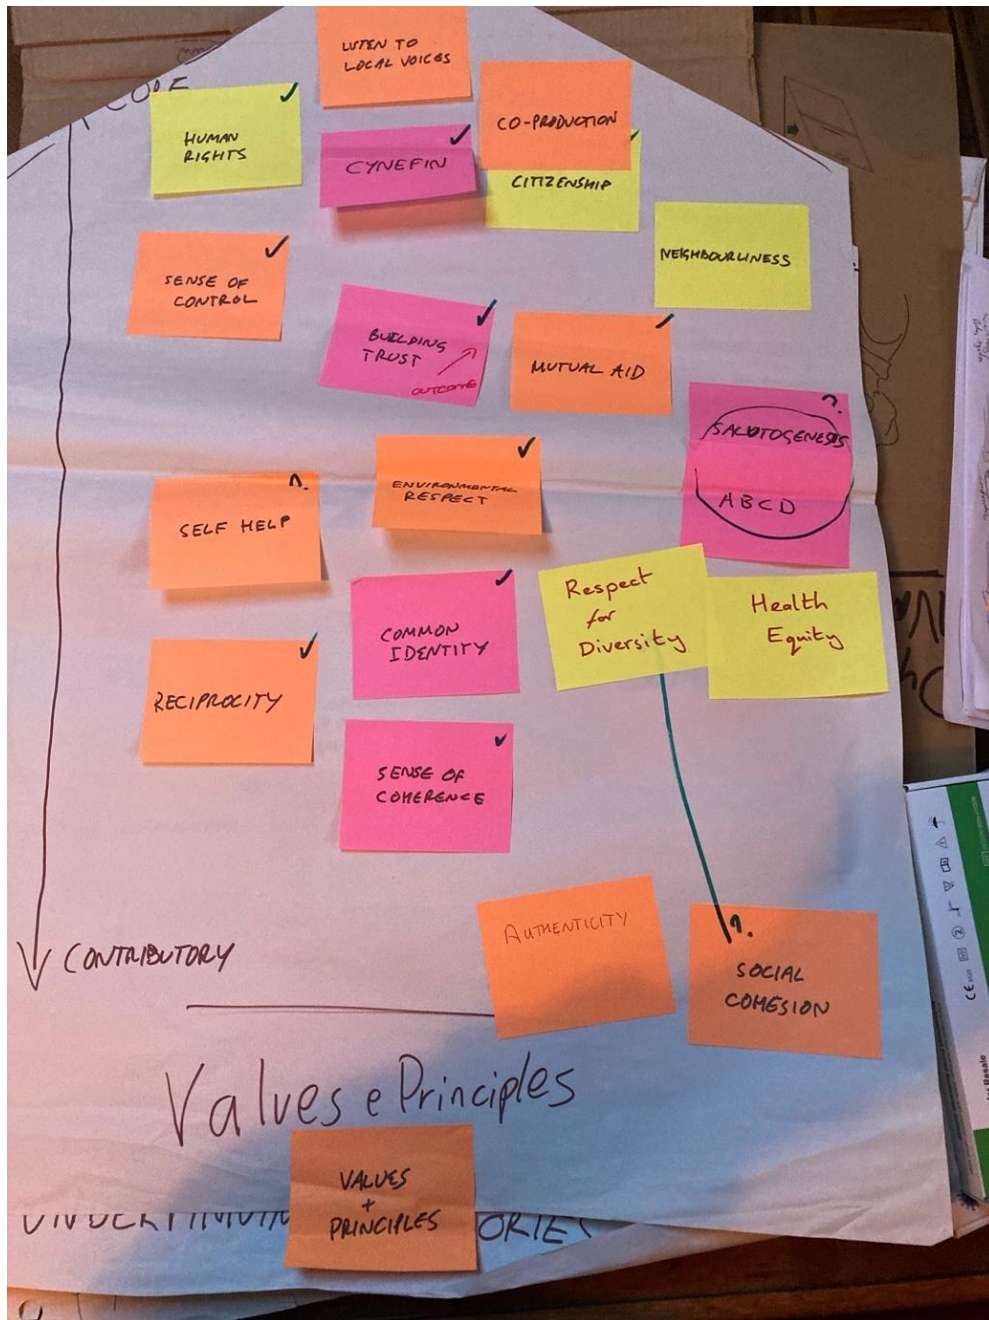 LISTEN TO
LOCAL VOICES
CORE
HUMAN
RIGHTS
CYNEFIN
CO-PRODUCTION
CITIZENSHIP
NEIGHBOURLINESS
SENSE OF
CONTROL
BUILDING
TRUST
OUTCOME
MUTUAL AID
?
SALUTOGENESIS
ABCD
?
SELF HELP
ENVIRONMENTAL
RESPECT
Respect
for
Diversity
Health
Equity
COMMON
IDENTITY
RECIPROCITY
SENSE OF
COHERENCE
AUTHENTICITY
?
SOCIAL
COHESION
CONTRIBUTORY
Values e Principles
VALUES
+
PRINCIPLES
CE